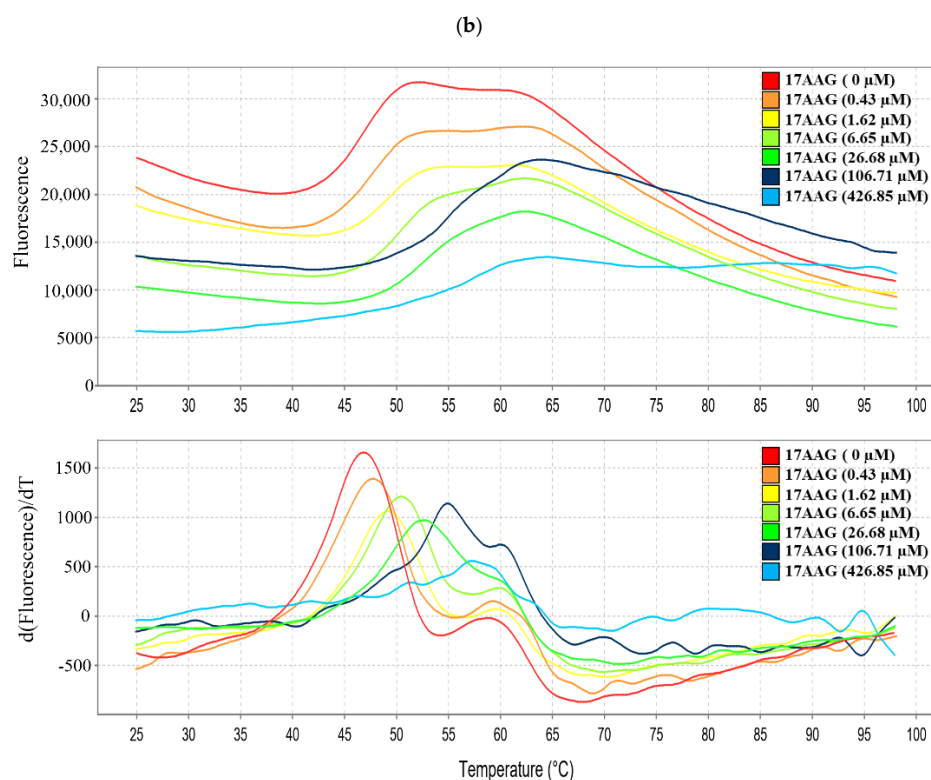 (b)
Fluorescence
30,000
25,000
20,000
15,000
10,000
5000
0
17AAG ( 0 µM)
17AAG (0.43 µM)
17AAG (1.62 µM)
17AAG (6.65 µM)
17AAG (26.68 µM)
17AAG (106.71 µM)
17AAG (426.85 µM)
25 30 35 40 45 50 55 60 65 70 75 80 85 90 95 100
d(Fluorescence)/dT
1500
1000
500
0
-500
17AAG ( 0 µM)
17AAG (0.43 µM)
17AAG (1.62 µM)
17AAG (6.65 µM)
17AAG (26.68 µM)
17AAG (106.71 µM)
17AAG (426.85 µM)
25 30 35 40 45 50 55 60 65 70 75 80 85 90 95 100
Temperature (°C)